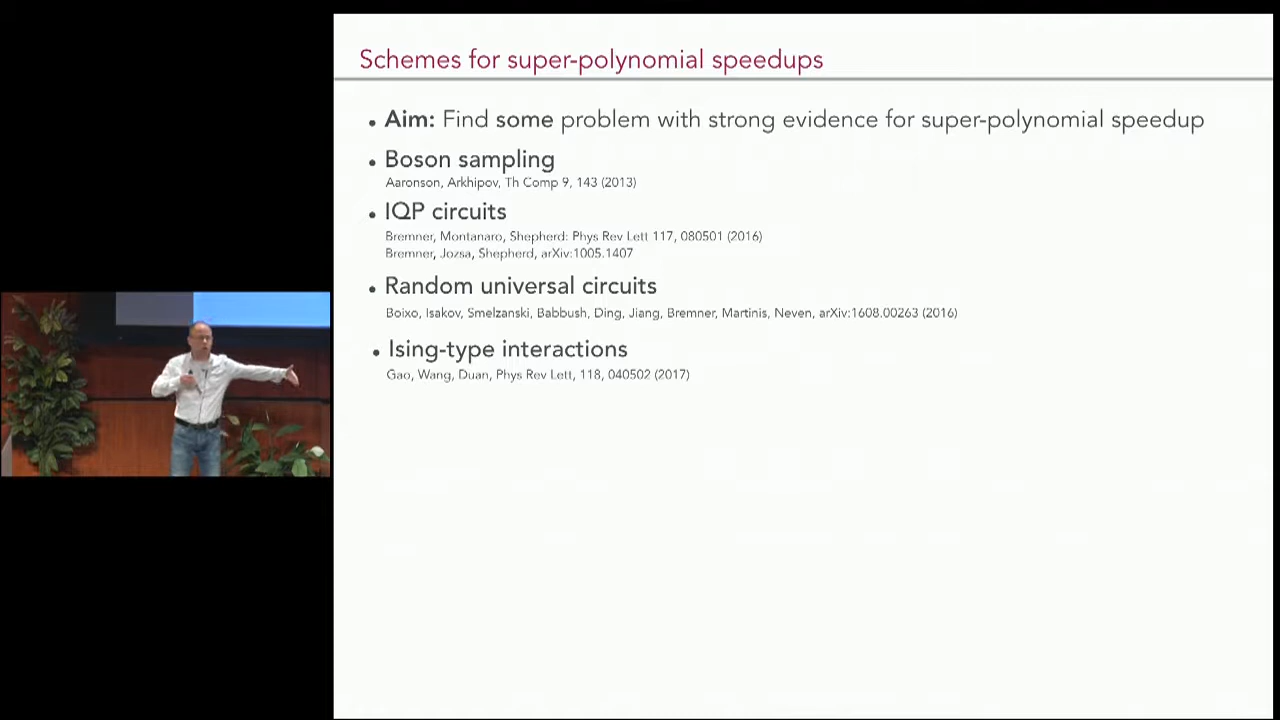 Schemes for super-polynomial speedups
• Aim: Find some problem with strong evidence for super-polynomial speedup
• Boson sampling
Aaronson, Arkhipov, Th Comp 9, 143 (2013)
• IQP circuits
Bremner, Montanaro, Shepherd: Phys Rev Lett 117, 080501 (2016)
Bremner, Jozsa, Shepherd, arXiv:1005.1407
• Random universal circuits
Boixo, Isakov, Smelzanski, Babbush, Ding, Jiang, Bremner, Martinis, Neven, arXiv:1608.00263 (2016)
• Ising-type interactions
Gao, Wang, Duan, Phys Rev Lett, 118, 040502 (2017)